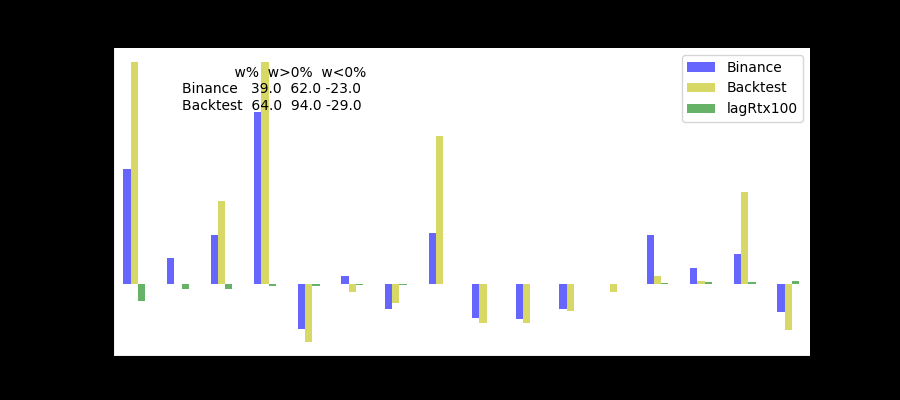 w% w>0% w<0%
Binance 39.0 62.0 -23.0
Backtest 64.0 94.0 -29.0
Binance
Backtest
lagRtx100